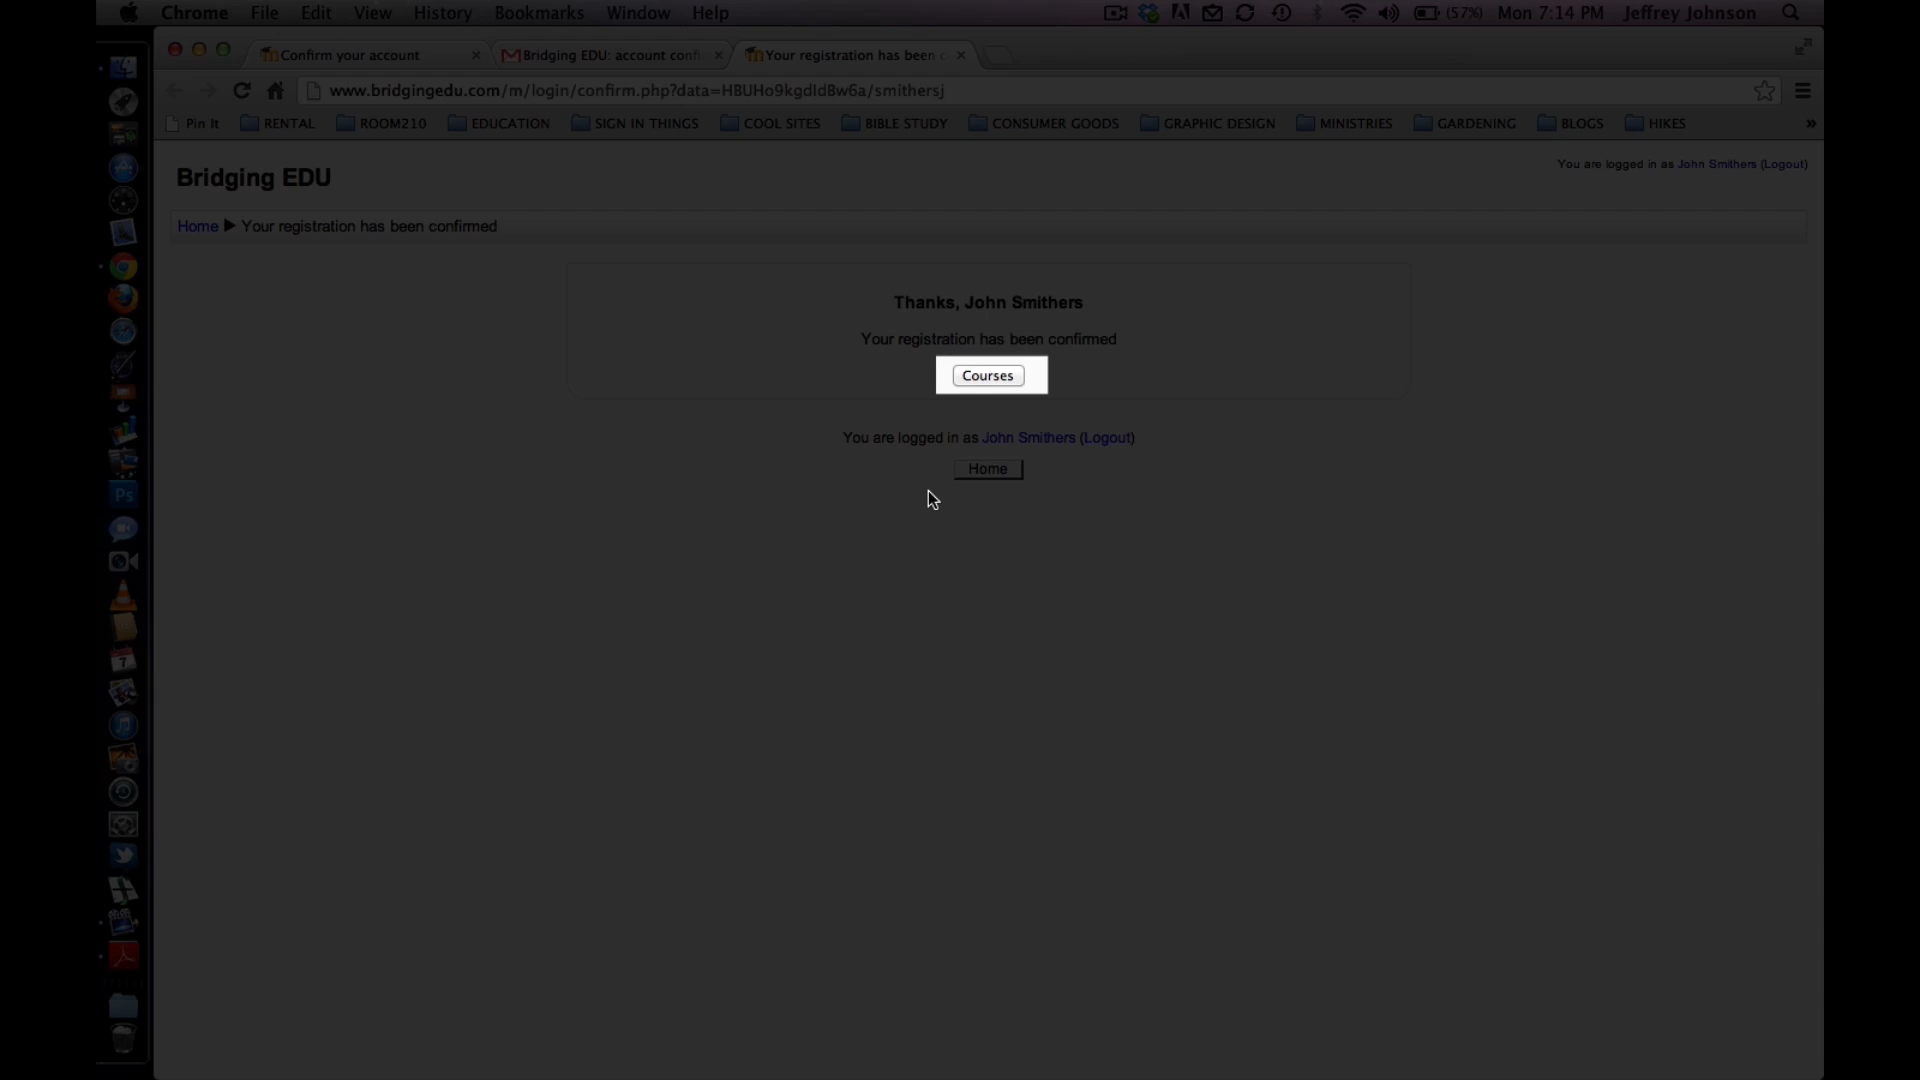 Chrome File Edit View History Bookmarks Window Help (57%) Mon 7:14 PM Jeffrey Johnson
Confirm your account Bridging EDU: account confi Your registration has been c
www.bridgingedu.com/m/login/confirm.php?data=HBUHo9kgdIdBw6a/smithersj
Pin It RENTAL ROOM210 EDUCATION SIGN IN THINGS COOL SITES BIBLE STUDY CONSUMER GOODS GRAPHIC DESIGN MINISTRIES GARDENING BLOGS HIKES »
You are logged in as John Smithers (Logout)
Bridging EDU
Home ► Your registration has been confirmed
Thanks, John Smithers
Your registration has been confirmed
Courses
You are logged in as John Smithers (Logout)
Home
Ps
7